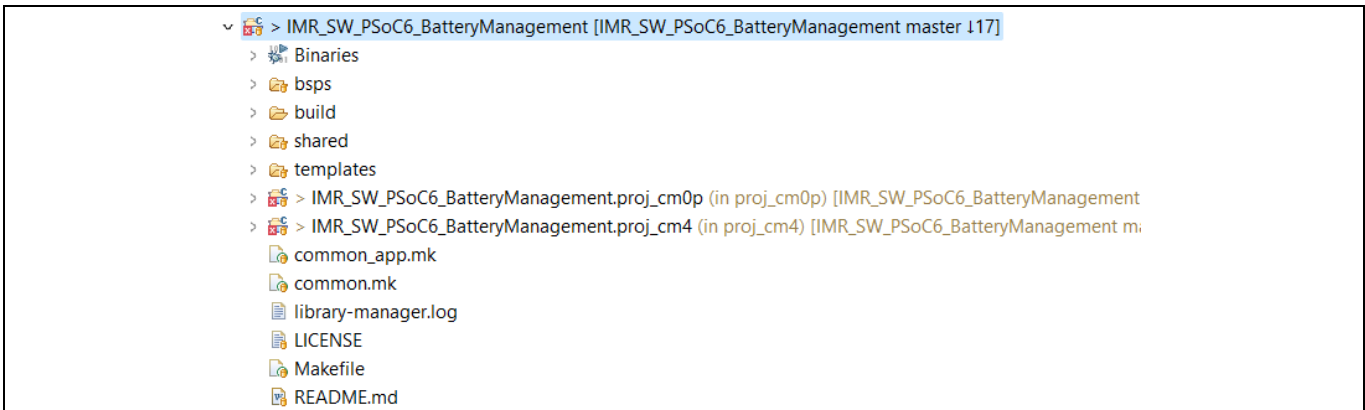 > IMR_SW_PSoC6_BatteryManagement [IMR_SW_PSoC6_BatteryManagement master ↓17]
Binaries
bsps
build
shared
templates
> IMR_SW_PSoC6_BatteryManagement.proj_cm0p (in proj_cm0p) [IMR_SW_PSoC6_BatteryManagement
> IMR_SW_PSoC6_BatteryManagement.proj_cm4 (in proj_cm4) [IMR_SW_PSoC6_BatteryManagement
common_app.mk
common.mk
library-manager.log
LICENSE
Makefile
README.md